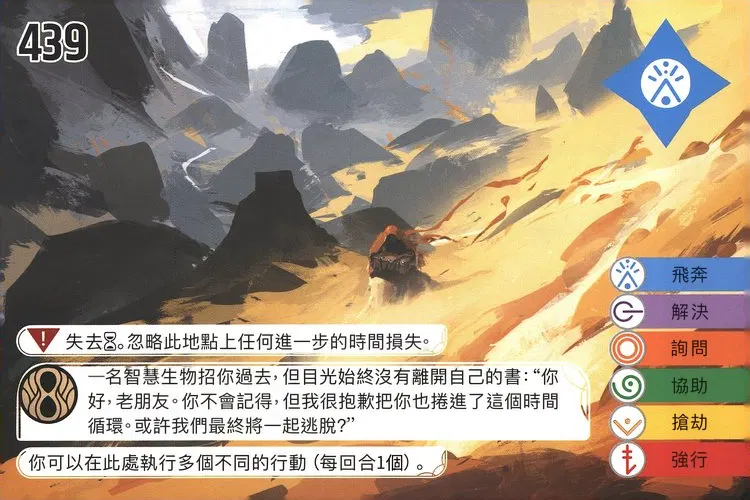 439
飛奔
解決
詢問
協助
搶劫
強行
失去⌛。忽略此地點上任何進一步的時間損失。
一名智慧生物招你過去，但目光始終沒有離開自己的書：“你
好，老朋友。你不會記得，但我很抱歉把你也捲進了這個時間
循環。或許我們最終將一起逃脫？”
你可以在此處執行多個不同的行動（每回合1個）。